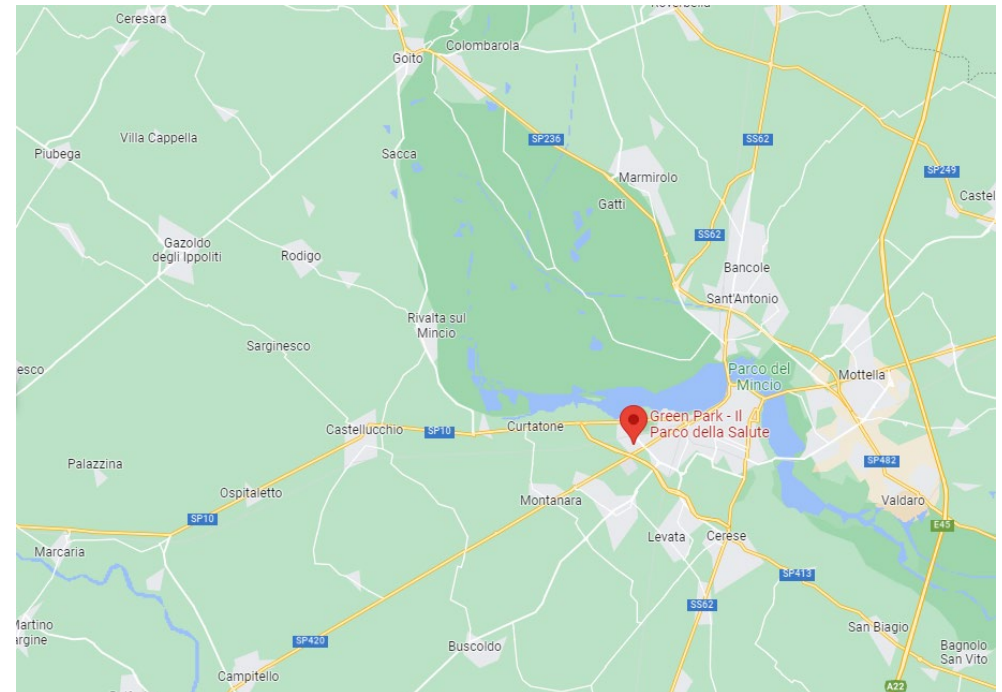 Ceresara
Roverbella
Colombarola
Goito
SP236
SS62
Villa Cappella
Piubega
Sacca
SP249
Marmirolo
Castel
Gatti
SS62
Gazoldo
degli Ippoliti
Rodigo
Bancole
Sant'Antonio
Rivalta sul
Mincio
Sarginesco
esco
Parco del
Mincio
Mottella
Green Park - Il
Parco della Salute
Castellucchio
SP10
Curtatone
Palazzina
SP482
Ospitaletto
Montanara
Valdaro
SP10
E45
Marcaria
Levata
Cerese
SP413
SS62
Martino
argine
SP420
Buscoldo
San Biagio
Bagnolo
San Vito
Campitello
A22